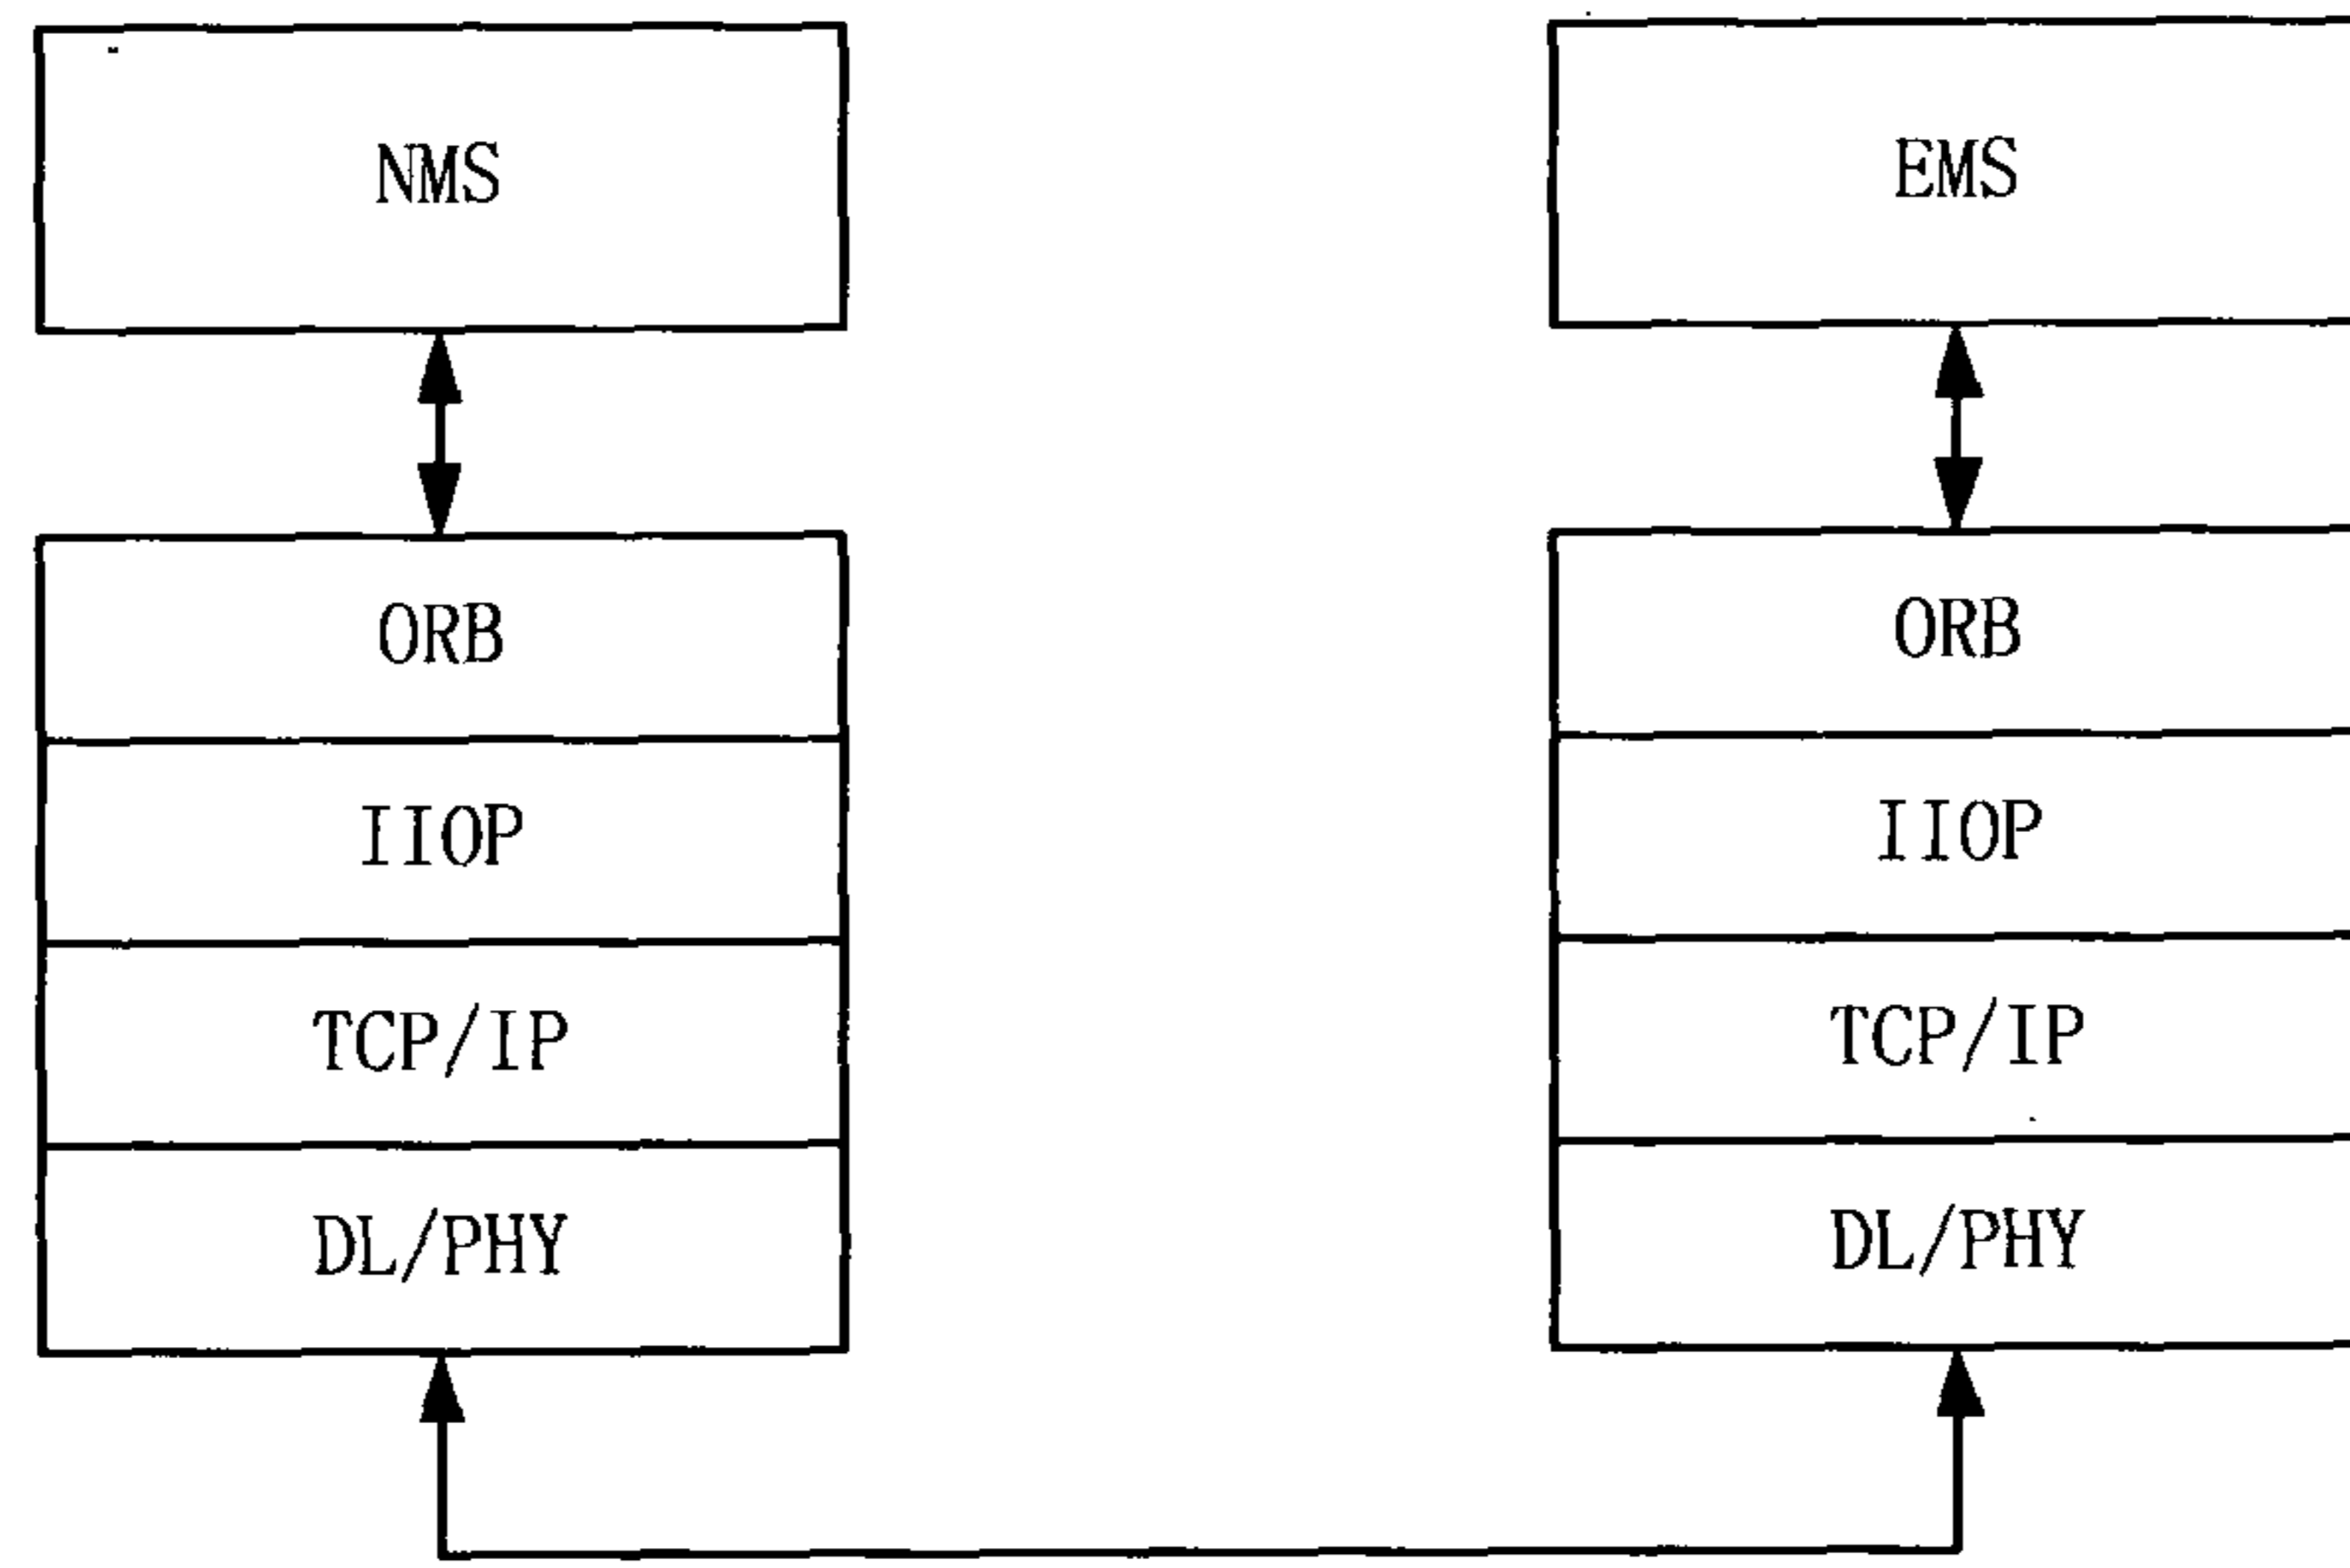 NMS
EMS
ORB
ORB
IIOP
IIOP
TCP/IP
TCP/IP
DL/PHY
DL/PHY